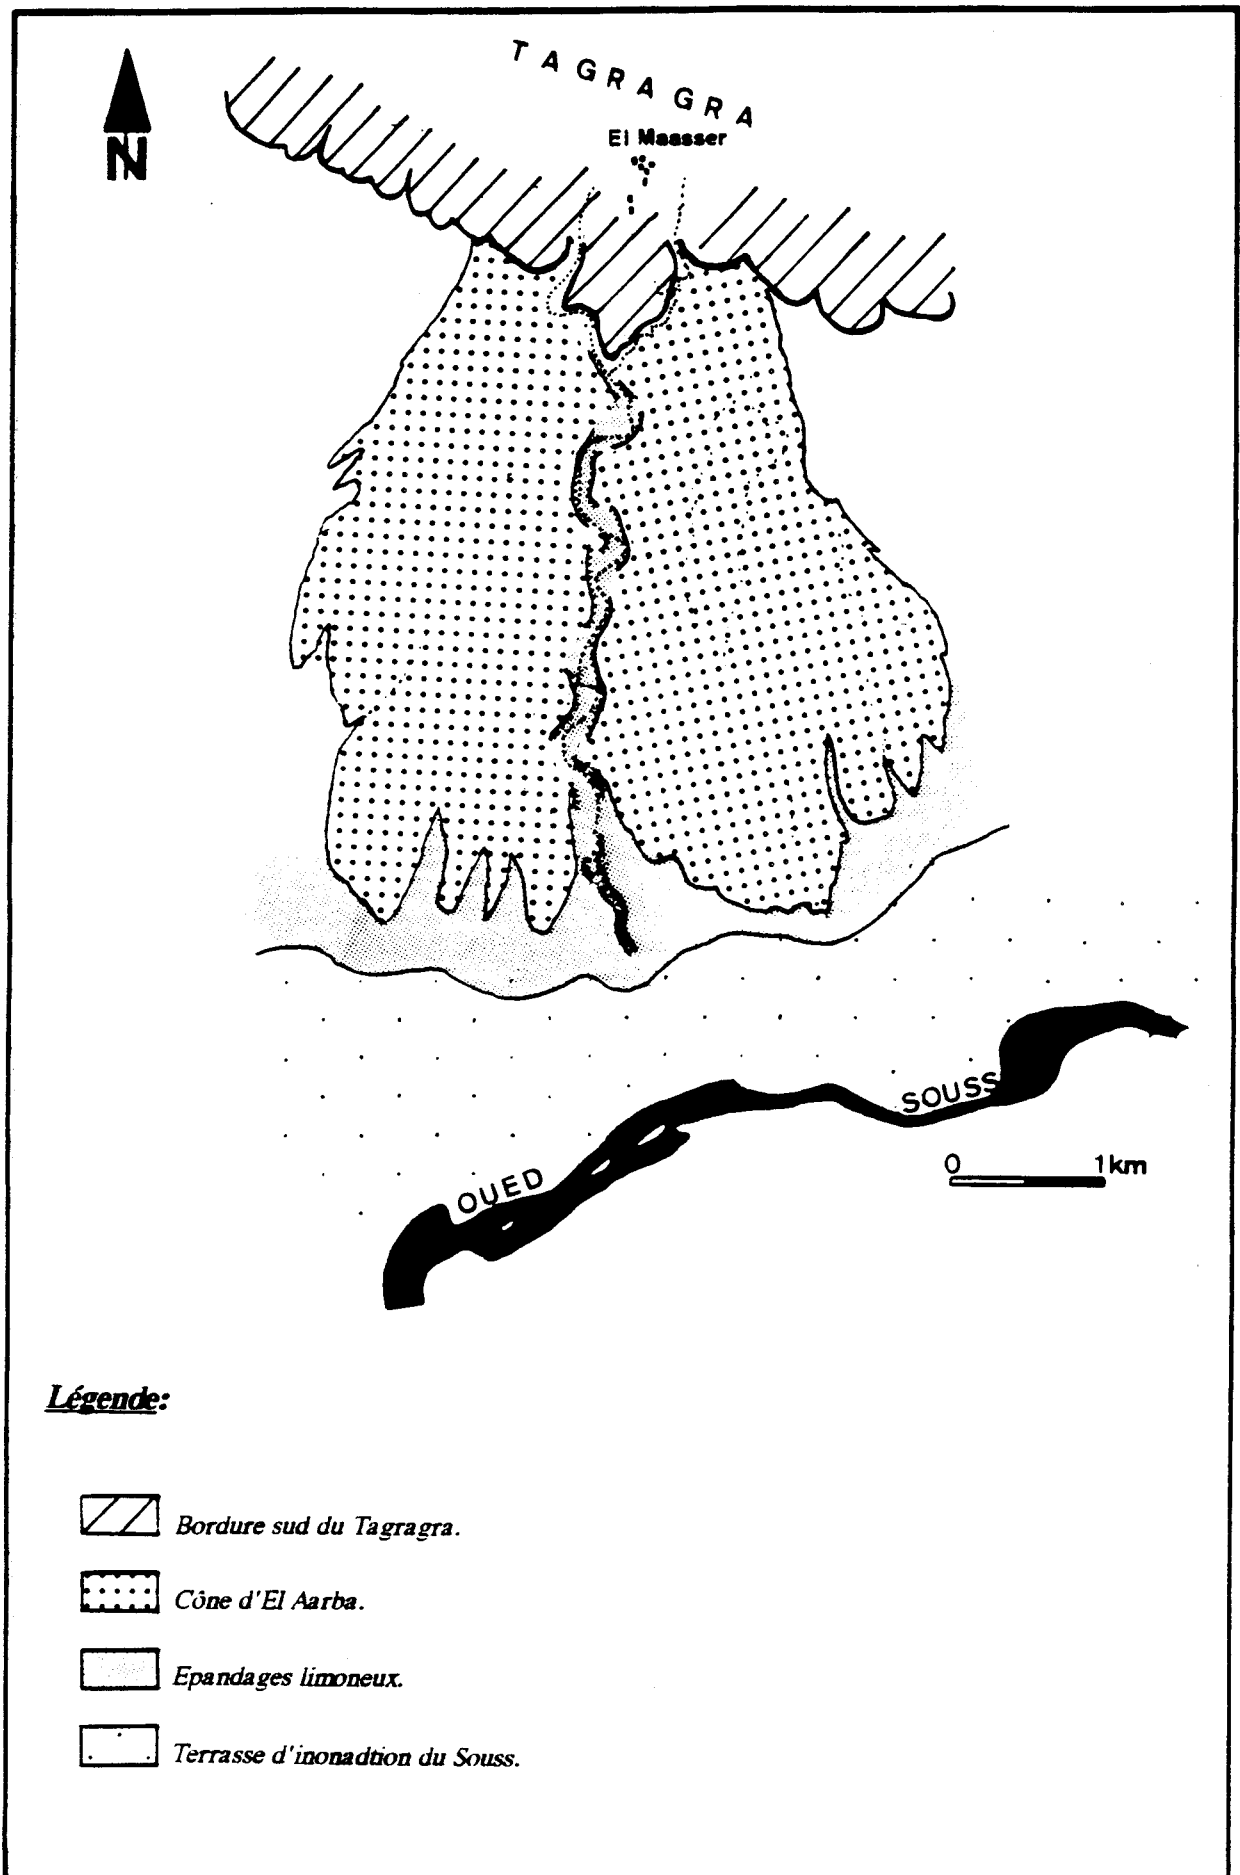 TAGRAGRA
N
El Maasser
SOUSS
0 1km
OUED
Légende:
Bordure sud du Tagragra.
Cône d'El Aarba.
Epandages limoneux.
Terrasse d'inonadtion du Souss.